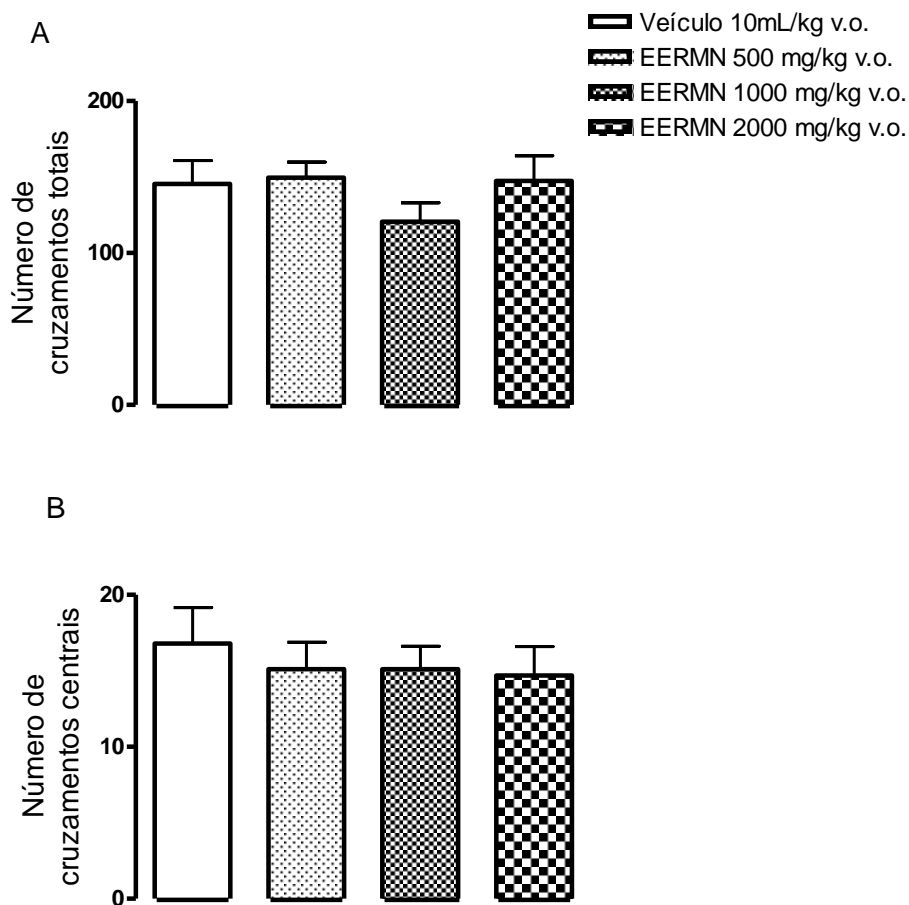 A
Veículo 10mL/kg v.o.
EERMN 500 mg/kg v.o.
EERMN 1000 mg/kg v.o.
EERMN 2000 mg/kg v.o.
200
100
0
Número de
cruzamentos totais
B
20
10
0
Número de
cruzamentos centrais